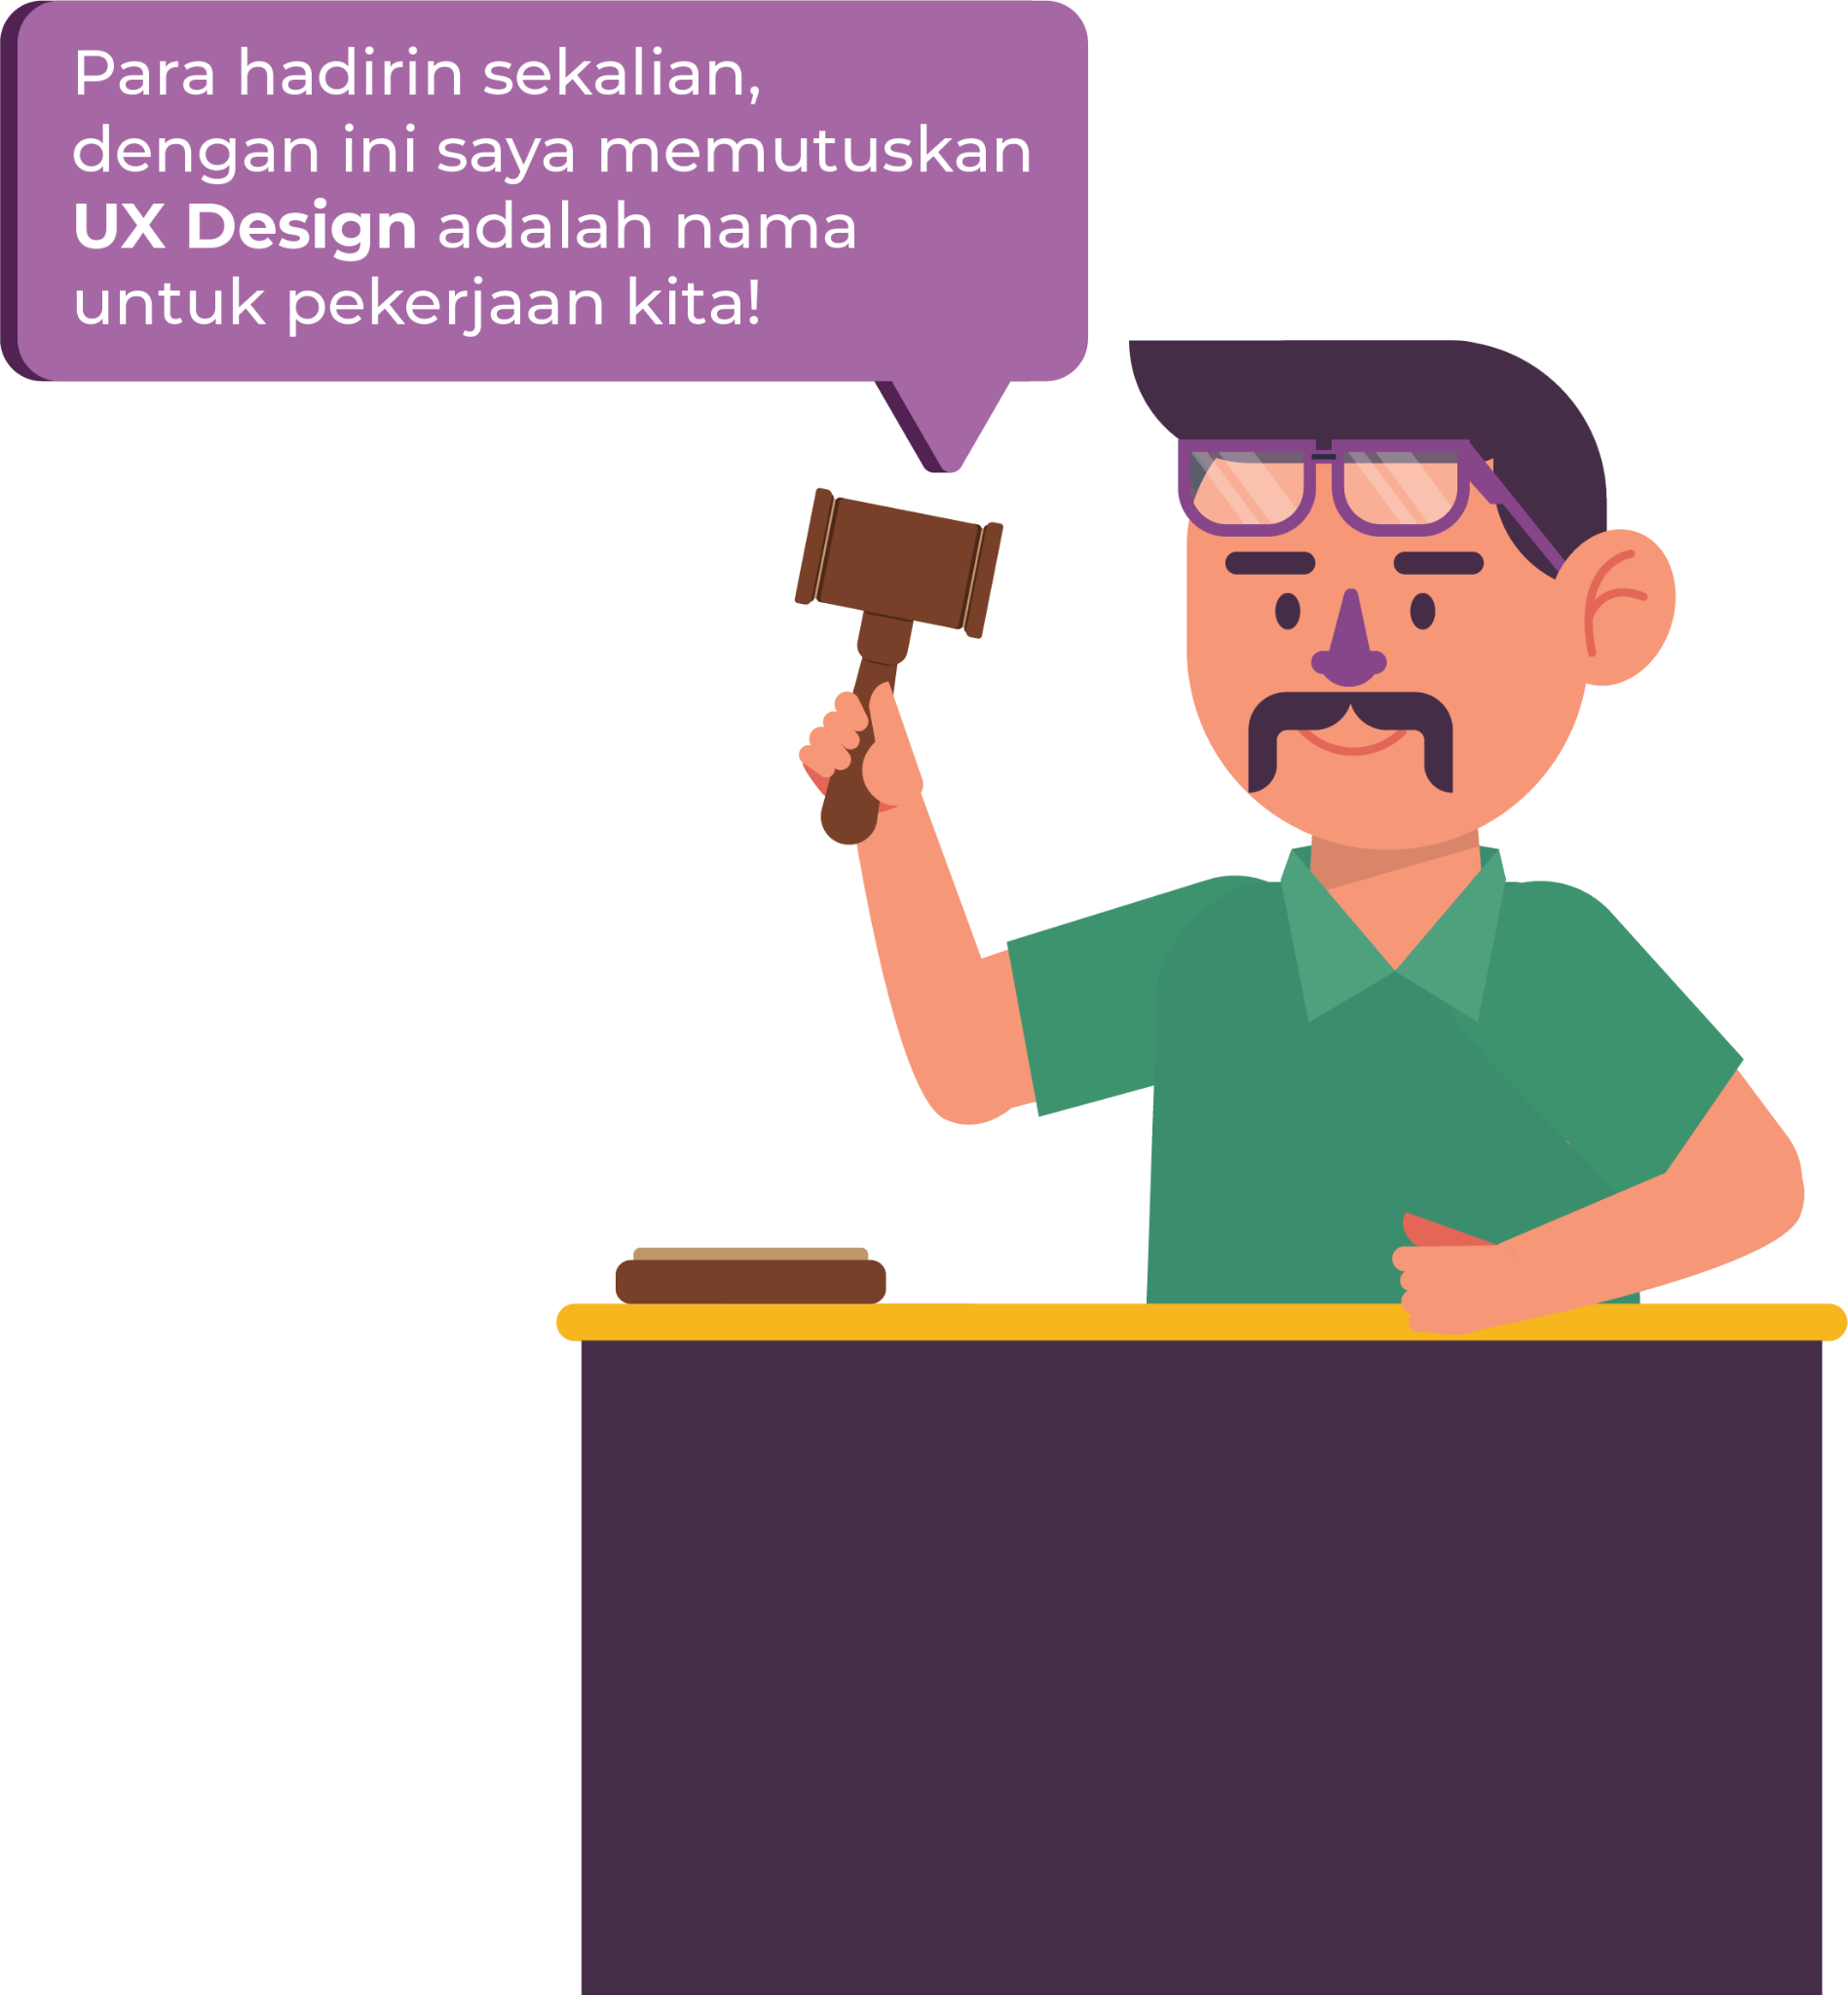 Para hadirin sekalian,
dengan ini saya memutuskan
UX Design adalah nama
untuk pekerjaan kita!